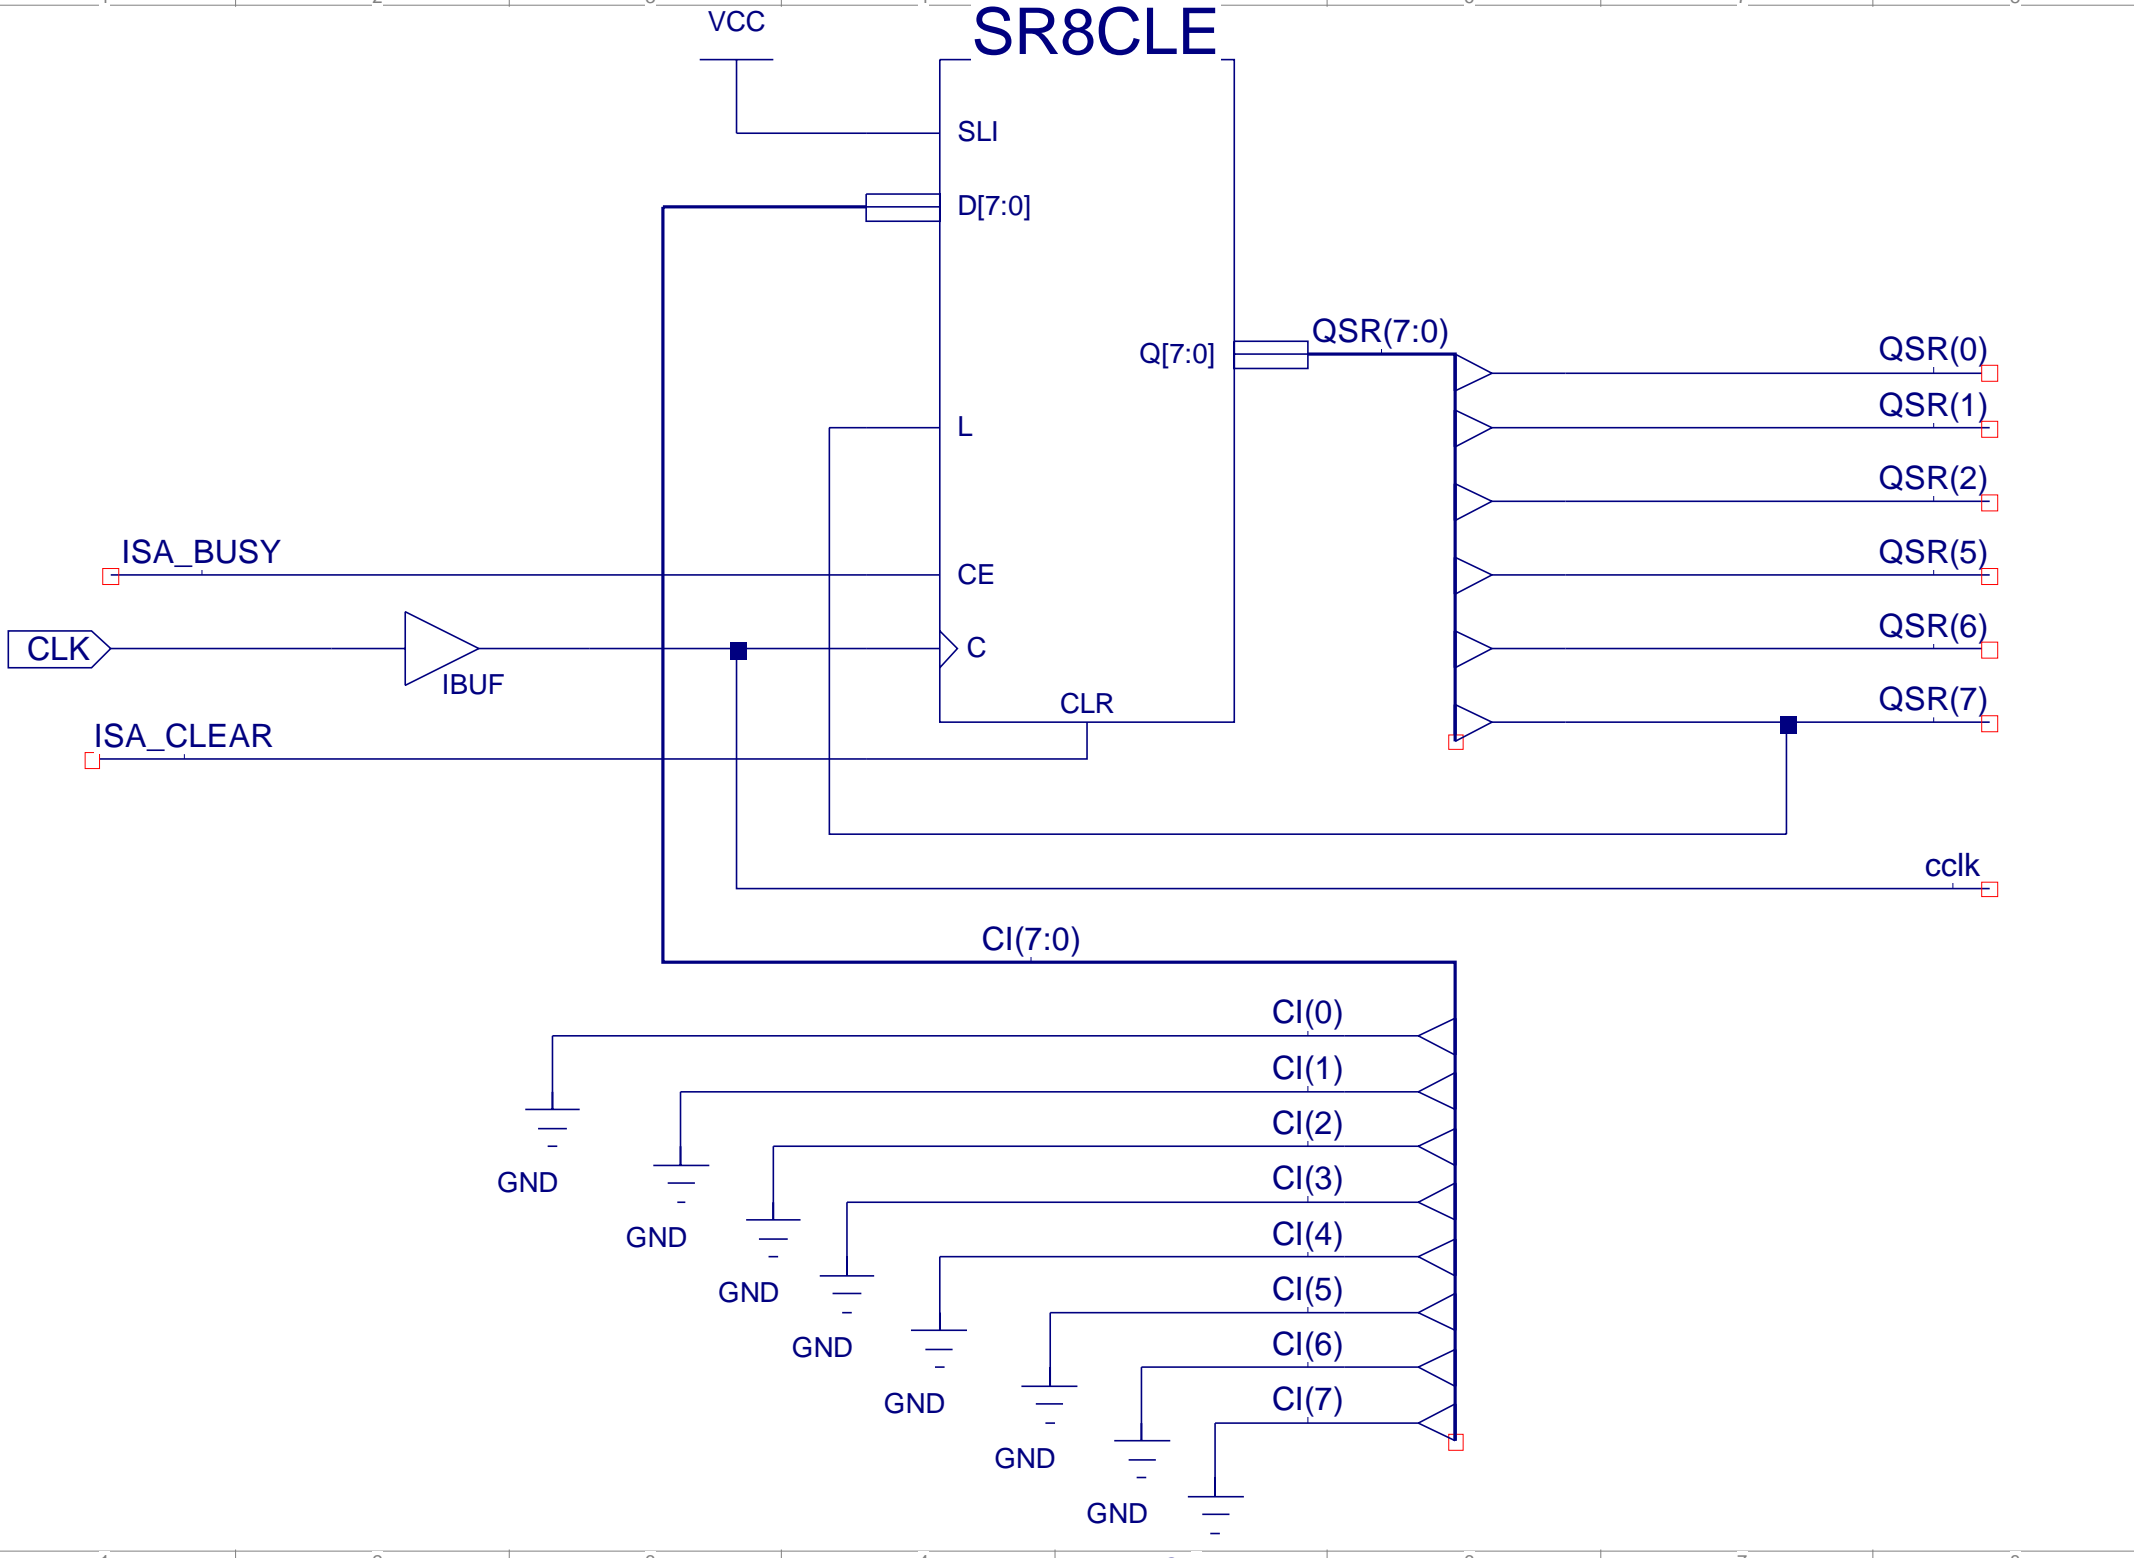 VCC
SR8CLE
SLI
D[7:0]
Q[7:0]
QSR(7:0)
QSR(0)
QSR(1)
L
QSR(2)
ISA_BUSY
CE
QSR(5)
CLK
IBUF
C
QSR(6)
CLR
QSR(7)
ISA_CLEAR
cclk
CI(7:0)
CI(0)
CI(1)
CI(2)
GND
CI(3)
GND
CI(4)
GND
CI(5)
GND
CI(6)
GND
CI(7)
GND
GND